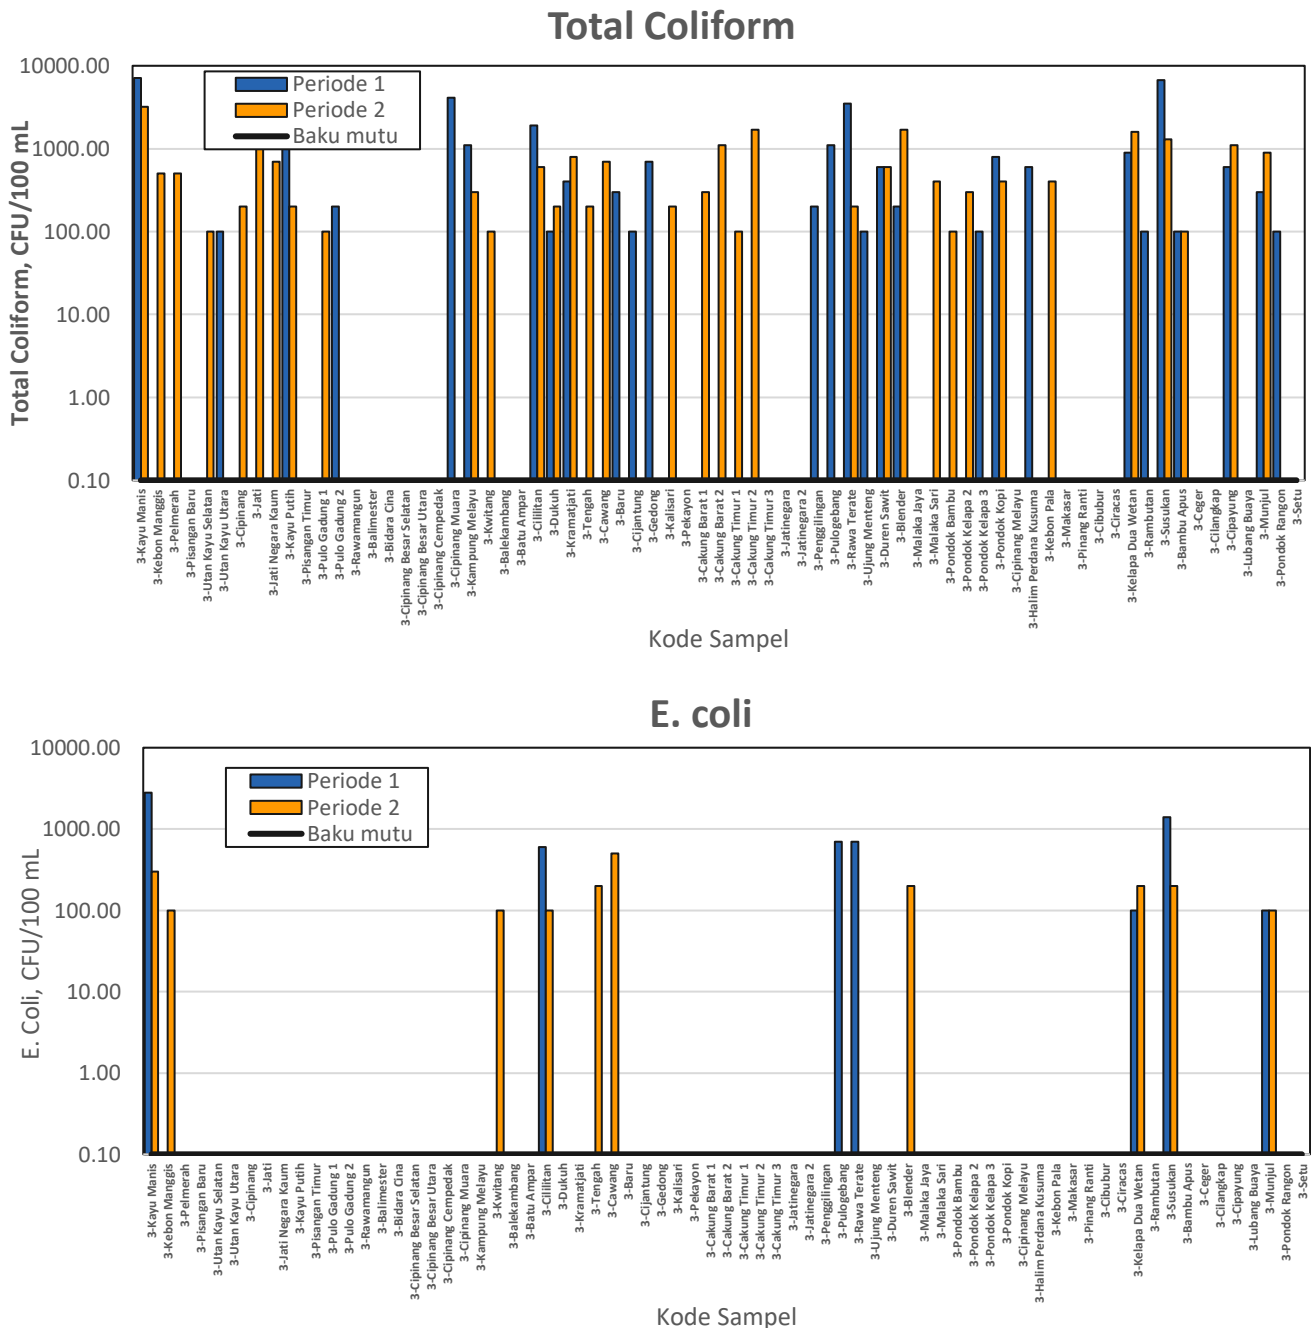 Total Coliform
Total Coliform, CFU/100 mL
10000.00
1000.00
100.00
10.00
1.00
0.10
Periode 1
Periode 2
Baku mutu
3-Kayu Manis
3-Kebon Manggis
3-Pelmerah
3-Pisangan Baru
3-Utan Kayu Selatan
3-Utan Kayu Utara
3-Cipinang
3-Jati
3-Jati Negara Kaum
3-Kayu Putih
3-Pisangan Timur
3-Pulo Gadung 1
3-Pulo Gadung 2
3-Rawamangun
3-Balimester
3-Bidara Cina
3-Cipinang Besar Selatan
3-Cipinang Besar Utara
3-Cipinang Cempedak
3-Cipinang Muara
3-Kampung Melayu
3-Kwitang
3-Balekambang
3-Batu Ampar
3-Cililitan
3-Dukuh
3-Kramatjati
3-Tengah
3-Cawang
3-Baru
3-Cijantung
3-Gedong
3-Kalisari
3-Pekayon
3-Cakung Barat 1
3-Cakung Barat 2
3-Cakung Timur 1
3-Cakung Timur 2
3-Cakung Timur 3
3-Jatinegara
3-Jatinegara 2
3-Penggilingan
3-Pulogebang
3-Rawa Terate
3-Ujung Menteng
3-Duren Sawit
3-Blender
3-Malaka Jaya
3-Malaka Sari
3-Pondok Bambu
3-Pondok Kelapa 2
3-Pondok Kelapa 3
3-Pondok Kopi
3-Cipinang Melayu
3-Halim Perdana Kusuma
3-Kebon Pala
3-Makasar
3-Pinang Ranti
3-Cibubur
3-Ciracas
3-Kelapa Dua Wetan
3-Rambutan
3-Susukan
3-Bambu Apus
3-Ceger
3-Cilangkap
3-Cipayung
3-Lubang Buaya
3-Munjul
3-Pondok Rangon
3-Setu
Kode Sampel
E. coli
E. Coli, CFU/100 mL
10000.00
1000.00
100.00
10.00
1.00
0.10
Periode 1
Periode 2
Baku mutu
3-Kayu Manis
3-Kebon Manggis
3-Pelmerah
3-Pisangan Baru
3-Utan Kayu Selatan
3-Utan Kayu Utara
3-Cipinang
3-Jati
3-Jati Negara Kaum
3-Kayu Putih
3-Pisangan Timur
3-Pulo Gadung 1
3-Pulo Gadung 2
3-Rawamangun
3-Balimester
3-Bidara Cina
3-Cipinang Besar Selatan
3-Cipinang Besar Utara
3-Cipinang Cempedak
3-Cipinang Muara
3-Kampung Melayu
3-Kwitang
3-Balekambang
3-Batu Ampar
3-Cililitan
3-Dukuh
3-Kramatjati
3-Tengah
3-Cawang
3-Baru
3-Cijantung
3-Gedong
3-Kalisari
3-Pekayon
3-Cakung Barat 1
3-Cakung Barat 2
3-Cakung Timur 1
3-Cakung Timur 2
3-Cakung Timur 3
3-Jatinegara
3-Jatinegara 2
3-Penggilingan
3-Pulogebang
3-Rawa Terate
3-Ujung Menteng
3-Duren Sawit
3-Blender
3-Malaka Jaya
3-Malaka Sari
3-Pondok Bambu
3-Pondok Kelapa 2
3-Pondok Kelapa 3
3-Pondok Kopi
3-Cipinang Melayu
3-Halim Perdana Kusuma
3-Kebon Pala
3-Makasar
3-Pinang Ranti
3-Cibubur
3-Ciracas
3-Kelapa Dua Wetan
3-Rambutan
3-Susukan
3-Bambu Apus
3-Ceger
3-Cilangkap
3-Cipayung
3-Lubang Buaya
3-Munjul
3-Pondok Rangon
3-Setu
Kode Sampel